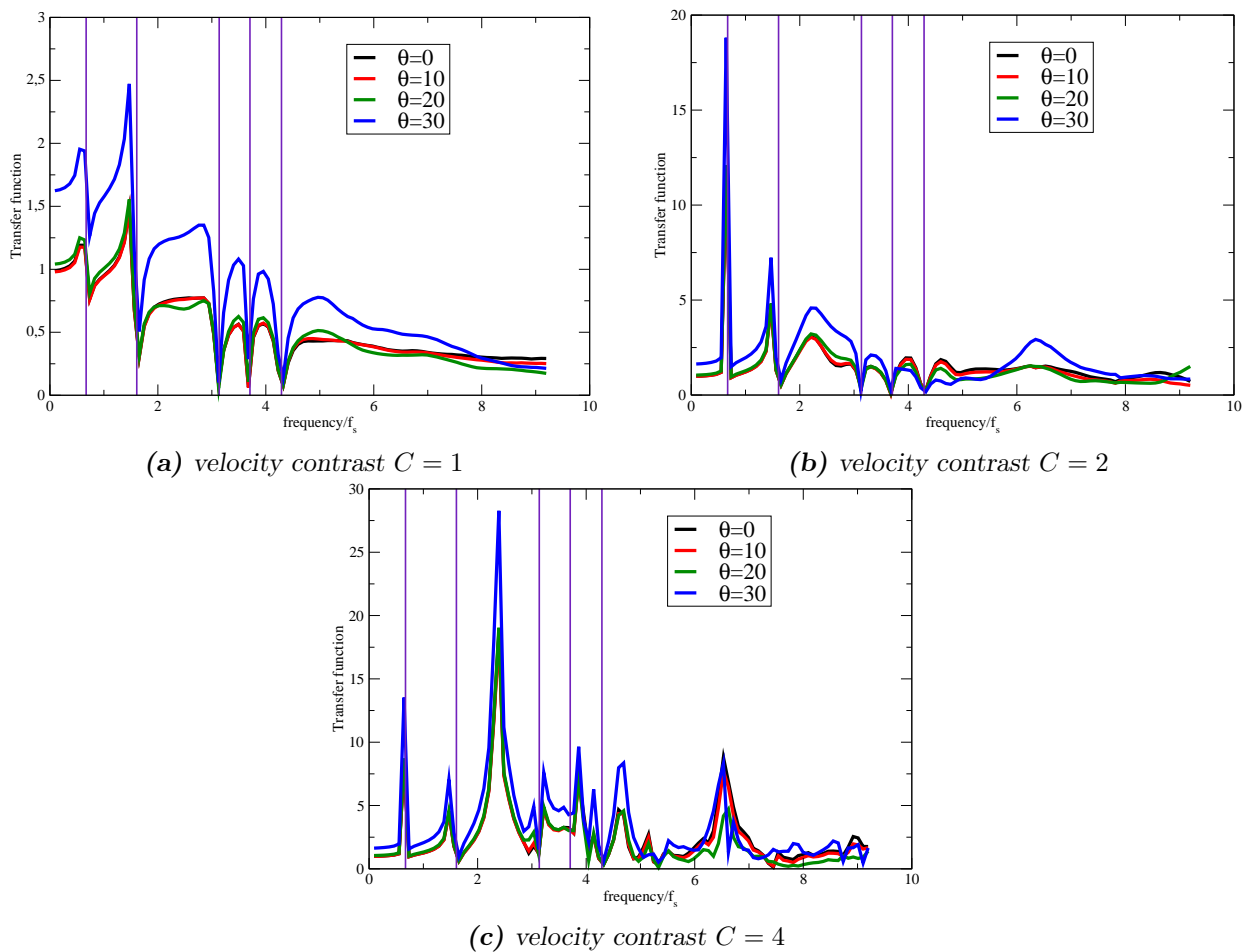 3
2,5
2
1,5
1
0,5
0
Transfer function
θ=0
θ=10
θ=20
θ=30
0 2 4 6 8 10
frequency/fs
(a) velocity contrast C = 1
20
15
10
5
0
Transfer function
θ=0
θ=10
θ=20
θ=30
0 2 4 6 8 10
frequency/fs
(b) velocity contrast C = 2
30
25
20
15
10
5
0
Transfer function
θ=0
θ=10
θ=20
θ=30
0 2 4 6 8 10
frequency/fs
(c) velocity contrast C = 4